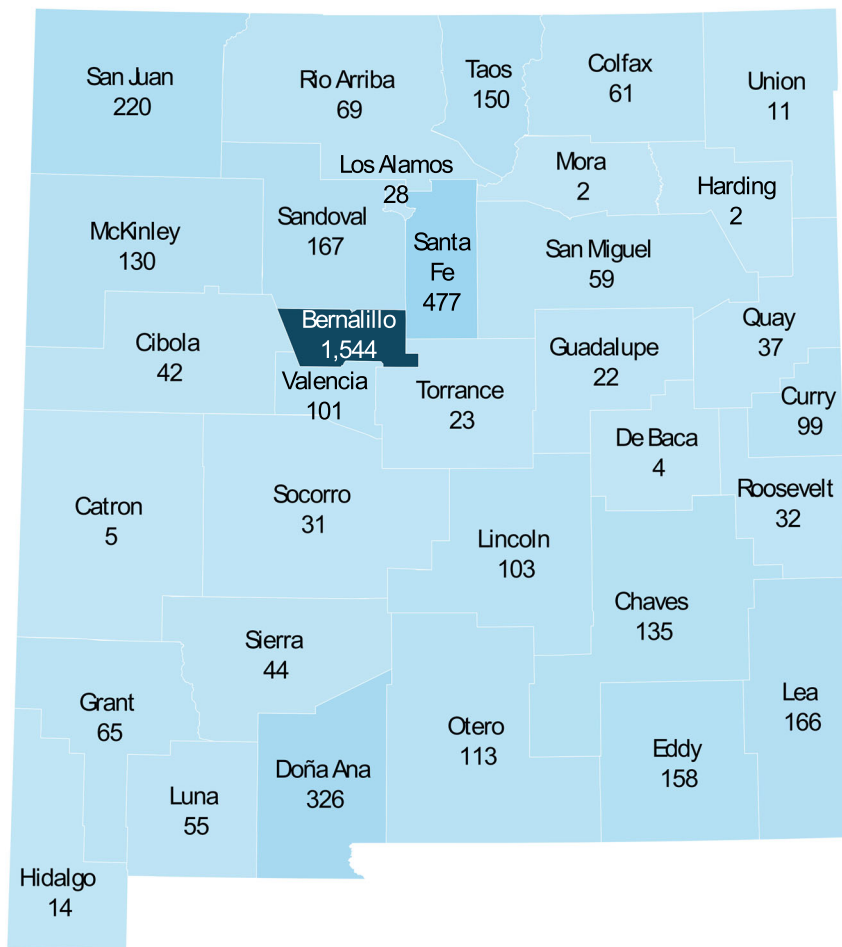 San Juan
220
Rio Arriba
69
Taos
150
Colfax
61
Union
11
Los Alamos
28
Mora
2
Harding
2
McKinley
130
Sandoval
167
Santa
Fe
477
San Miguel
59
Bernalillo
1,544
Cibola
42
Valencia
101
Torrance
23
Guadalupe
22
Quay
37
Curry
99
De Baca
4
Roosevelt
32
Catron
5
Socorro
31
Lincoln
103
Chaves
135
Sierra
44
Grant
65
Lea
166
Otero
113
Eddy
158
Doña Ana
326
Luna
55
Hidalgo
14